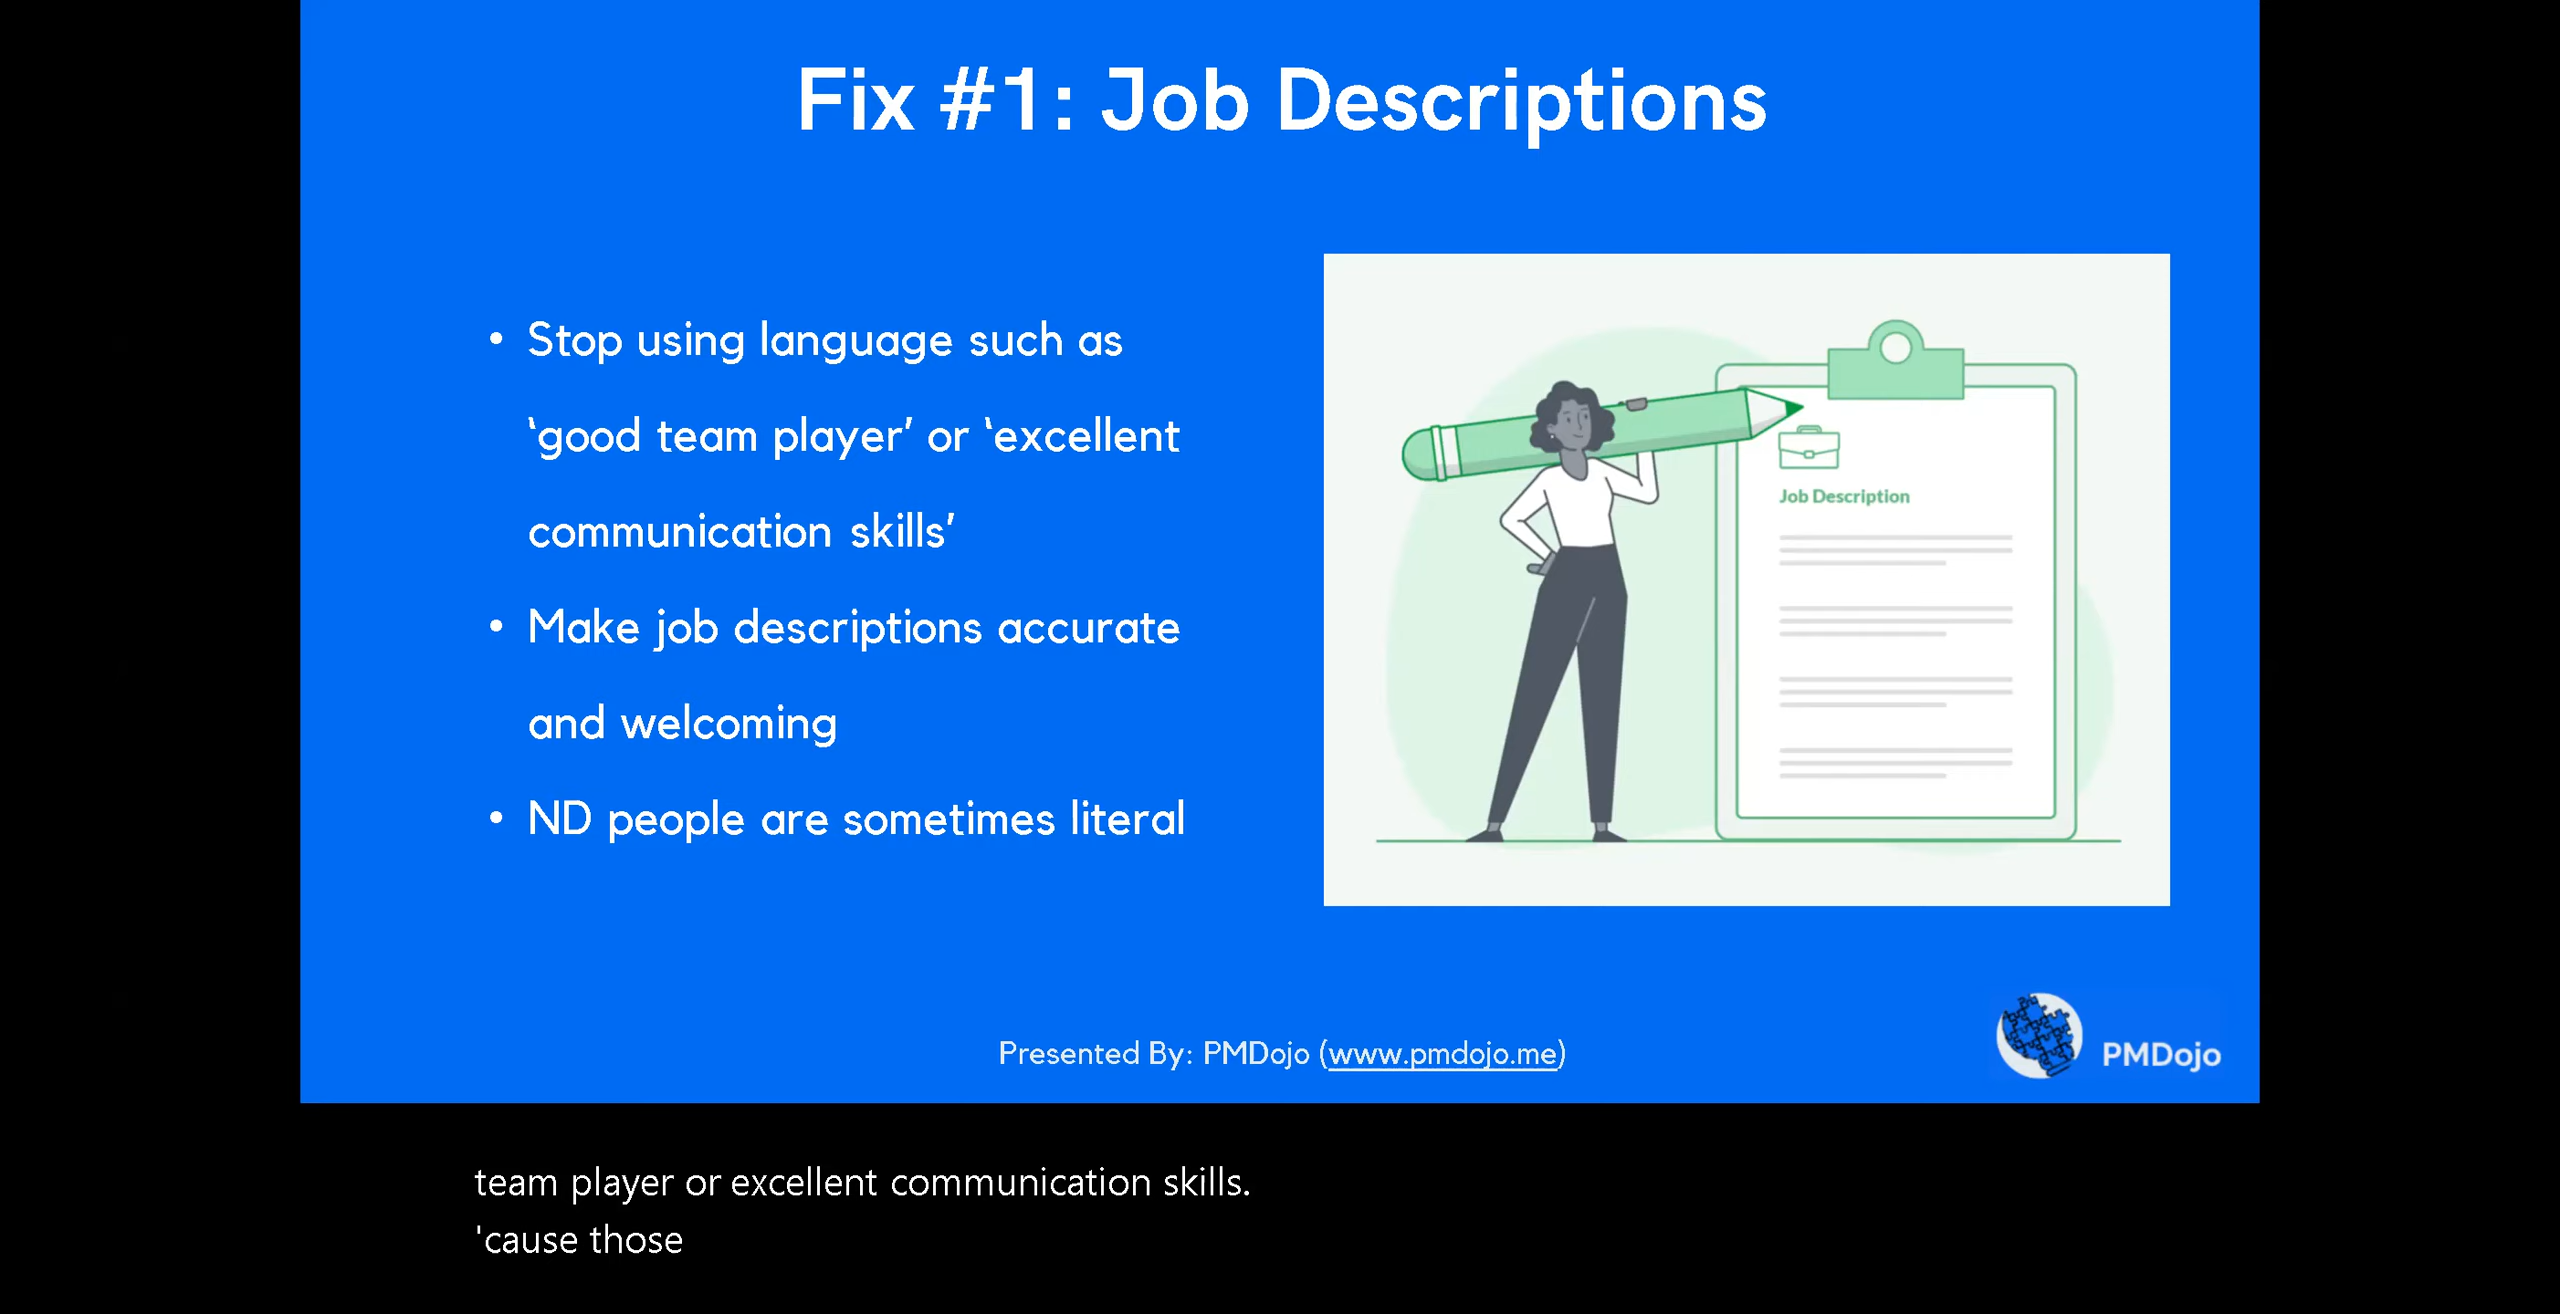 Fix #1: Job Descriptions
• Stop using language such as
‘good team player’ or ‘excellent
communication skills’
• Make job descriptions accurate
and welcoming
• ND people are sometimes literal
Job Description
Presented By: PMDojo (www.pmdojo.me)
PMDojo
team player or excellent communication skills.
'cause those